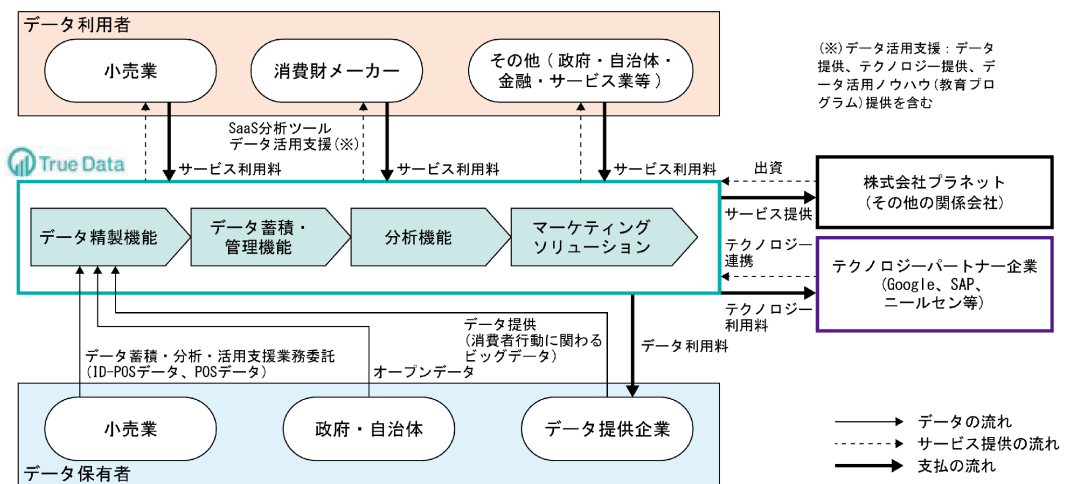 データ利用者
小売業
消費財メーカー
その他(政府・自治体・
金融・サービス業等)
(※)データ活用支援:データ
提供、テクノロジー提供、デ
ータ活用ノウハウ(教育プロ
グラム)提供を含む
SaaS分析ツール
データ活用支援(※)
True Data
サービス利用料
サービス利用料
サービス利用料
出資
サービス提供
株式会社プラネット
(その他の関係会社)
データ精製機能
データ蓄積・
管理機能
分析機能
マーケティング
ソリューション
テクノロジー
連携
テクノロジー
利用料
テクノロジーパートナー企業
(Google、SAP、
ニールセン等)
データ蓄積・分析・活用支援業務委託
(ID-POSデータ、POSデータ)
オープンデータ
データ提供
(消費者行動に関わる
ビッグデータ)
データ利用料
小売業
政府・自治体
データ提供企業
データ保有者
データの流れ
サービス提供の流れ
支払の流れ